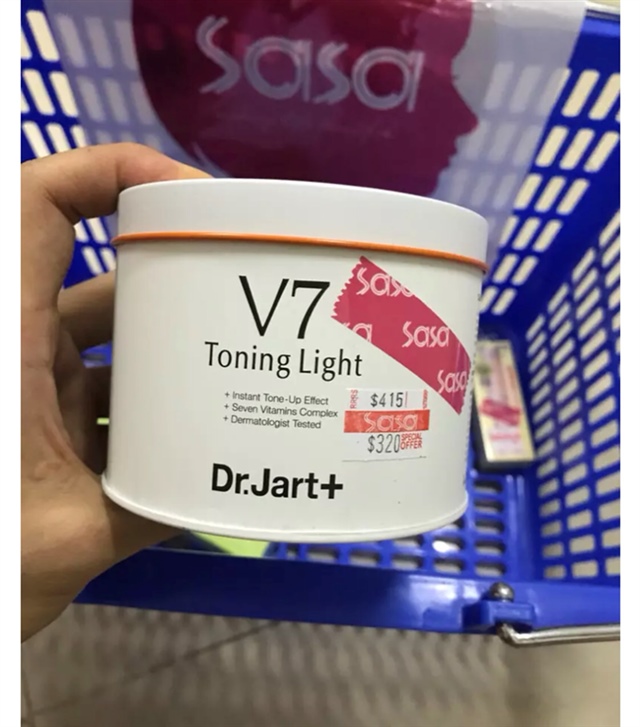 sasa
V7
Toning Light
+ Instant Tone-Up Effect
+ Seven Vitamins Complex
+ Dermatologist Tested
Dr.Jart+
Sasa
Sasa
$415
sasa
$320 SPECIAL OFFER